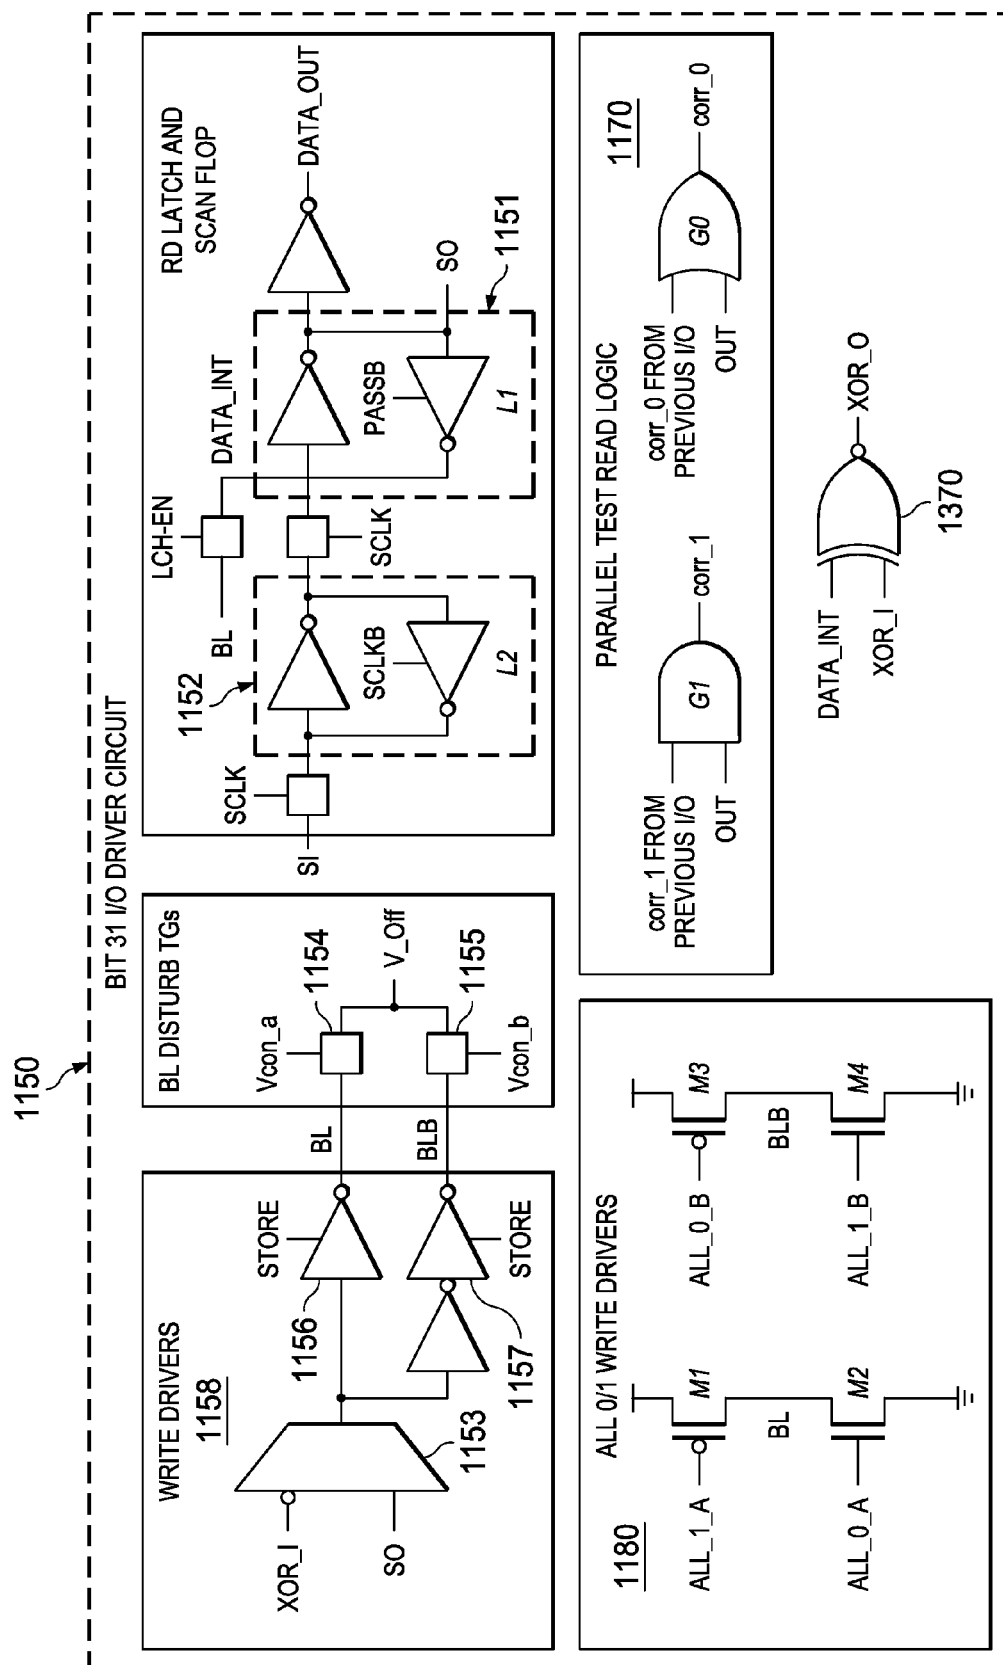 1150
BIT 31 I/O DRIVER CIRCUIT
WRITE DRIVERS
1158
XOR_I
SO
1153
STORE
1156
STORE
1157
BL
BLB
BL DISTURB TGs
Vcon_a
1154
V_Off
1155
Vcon_b
RD LATCH AND
SCAN FLOP
SI
SCLK
1152
SCLKB
L2
BL
LCH-EN
SCLK
DATA_INT
PASSB
L1
SO
1151
DATA_OUT
ALL 0/1 WRITE DRIVERS
1180
ALL_1_A
M1
BL
ALL_0_A
M2
ALL_0_B
M3
BLB
ALL_1_B
M4
PARALLEL TEST READ LOGIC
1170
corr_1 FROM
PREVIOUS I/O
OUT
G1
corr_1
corr_0 FROM
PREVIOUS I/O
OUT
G0
corr_0
DATA_INT
XOR_I
XOR_O
1370